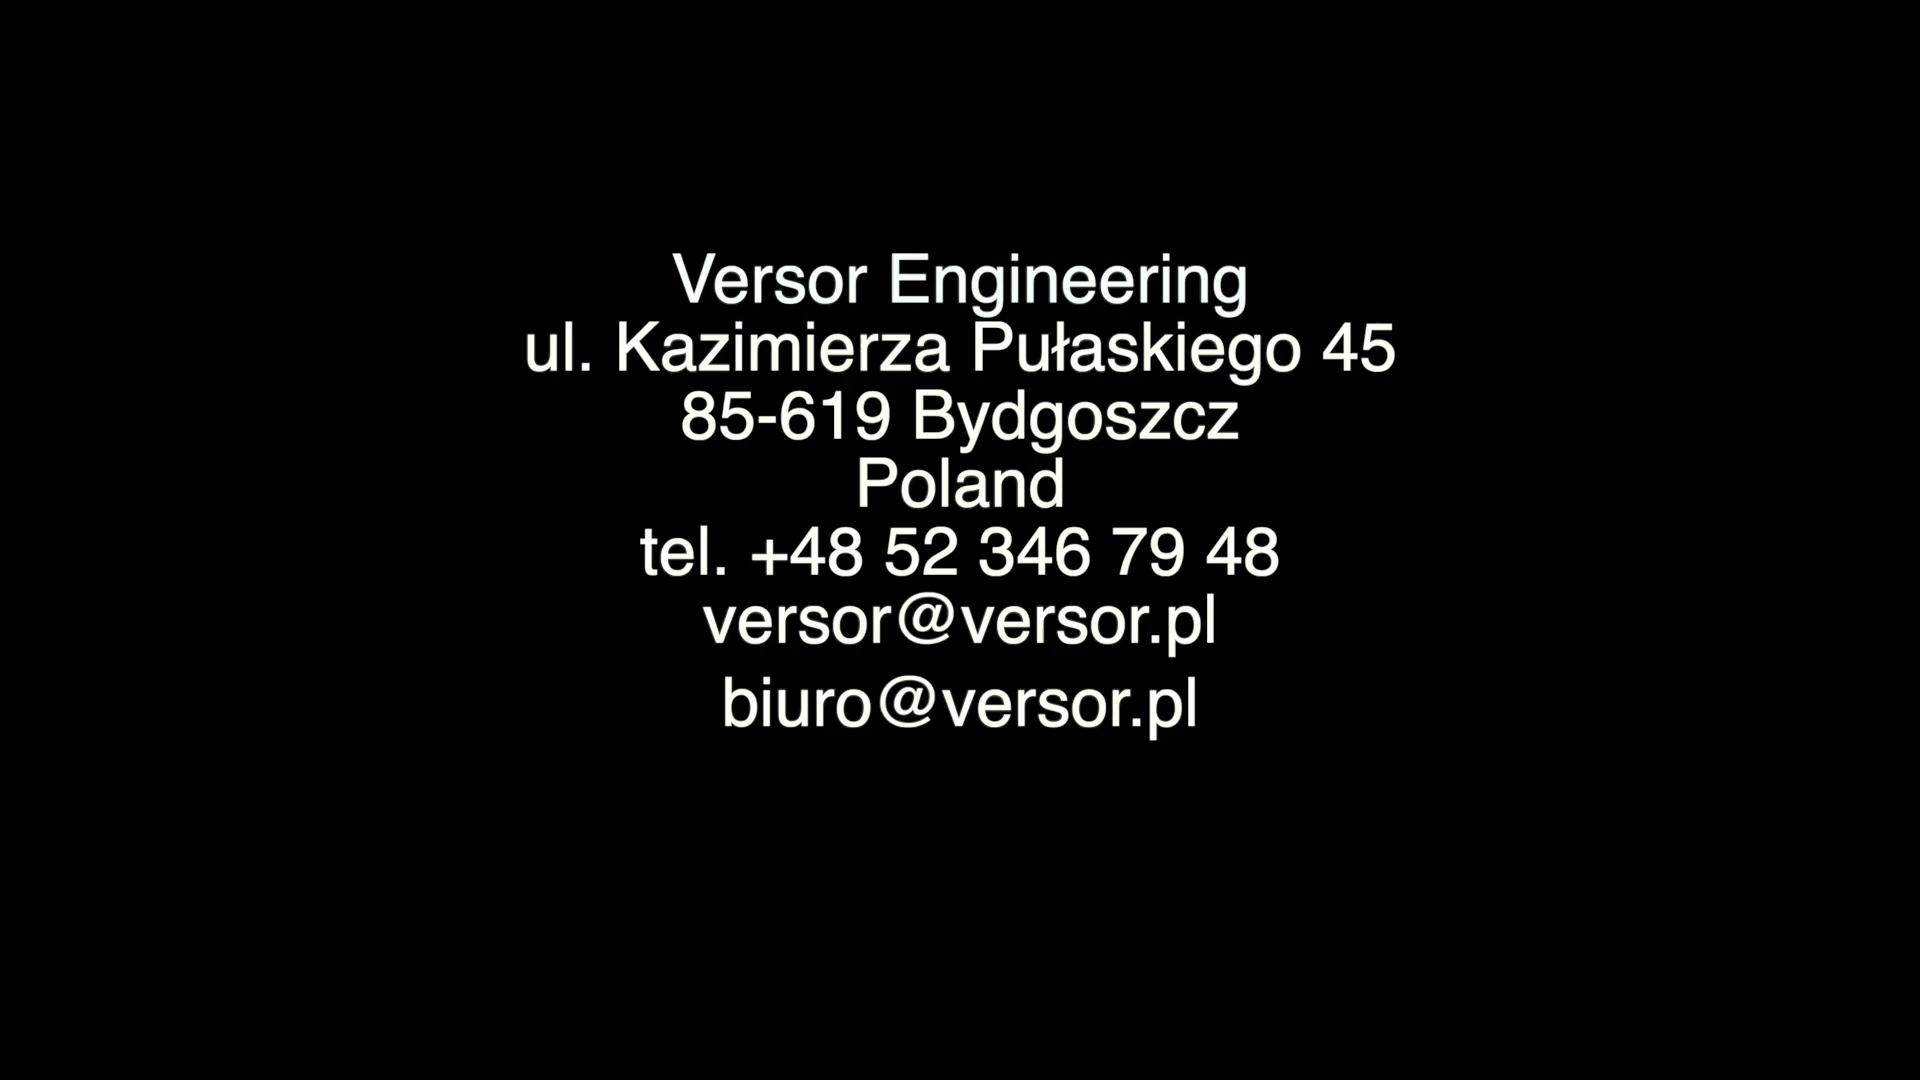 Versor Engineering
ul. Kazimierza Pułaskiego 45
85-619 Bydgoszcz
Poland
tel. +48 52 346 79 48
versor@versor.pl
biuro@versor.pl